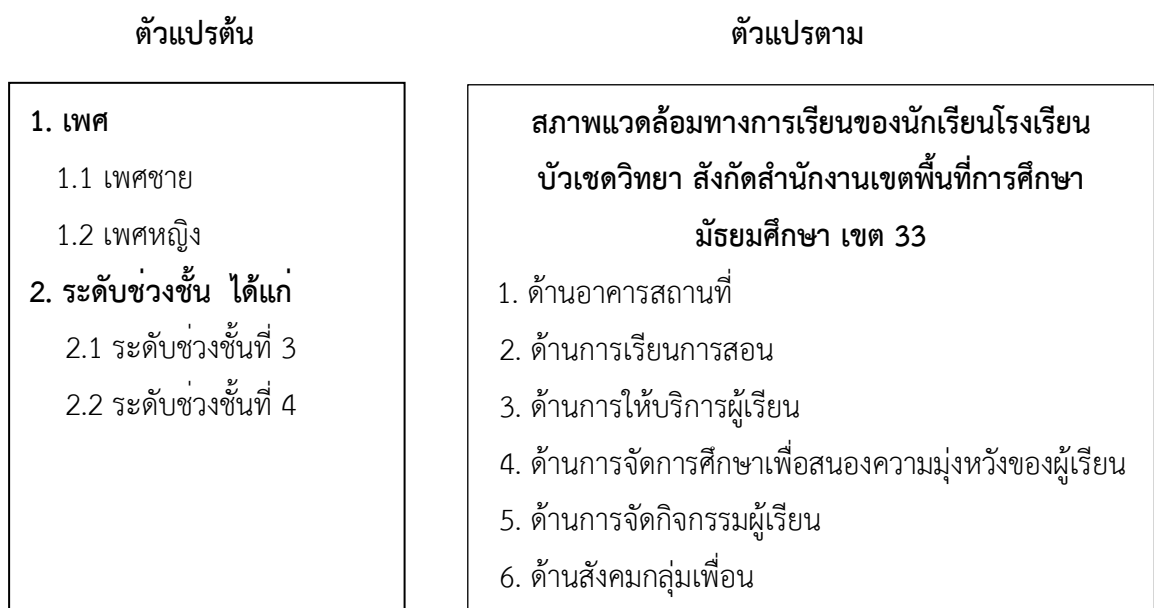 ตัวแปรต้น
ตัวแปรตาม
1. เพศ
1.1 เพศชาย
1.2 เพศหญิง
2. ระดับช่วงชั้น ได้แก่
2.1 ระดับช่วงชั้นที่ 3
2.2 ระดับช่วงชั้นที่ 4
สภาพแวดล้อมทางการเรียนของนักเรียนโรงเรียน
บัวเชดวิทยา สังกัดสำนักงานเขตพื้นที่การศึกษา
มัธยมศึกษา เขต 33
1. ด้านอาคารสถานที่
2. ด้านการเรียนการสอน
3. ด้านการให้บริการผู้เรียน
4. ด้านการจัดการศึกษาเพื่อสนองความมุ่งหวังของผู้เรียน
5. ด้านการจัดกิจกรรมผู้เรียน
6. ด้านสังคมกลุ่มเพื่อน